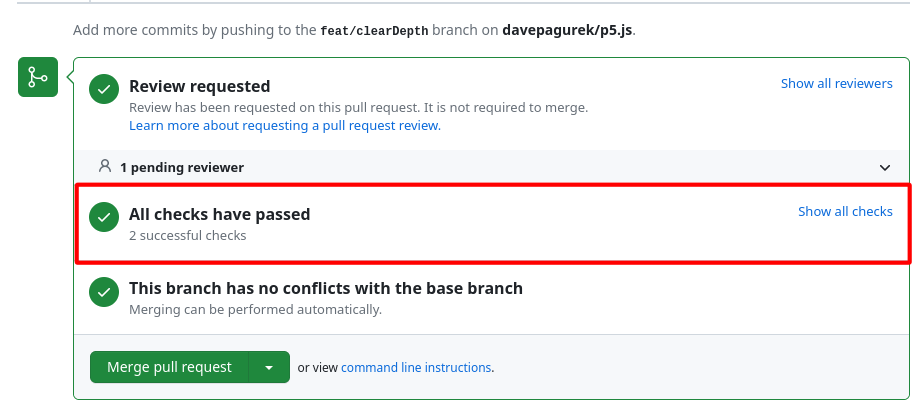 Add more commits by pushing to the feat/clearDepth branch on davepagurek/p5.js.
Review requested
Show all reviewers
Review has been requested on this pull request. It is not required to merge.
Learn more about requesting a pull request review.
1 pending reviewer
All checks have passed
Show all checks
2 successful checks
This branch has no conflicts with the base branch
Merging can be performed automatically.
Merge pull request
or view command line instructions.